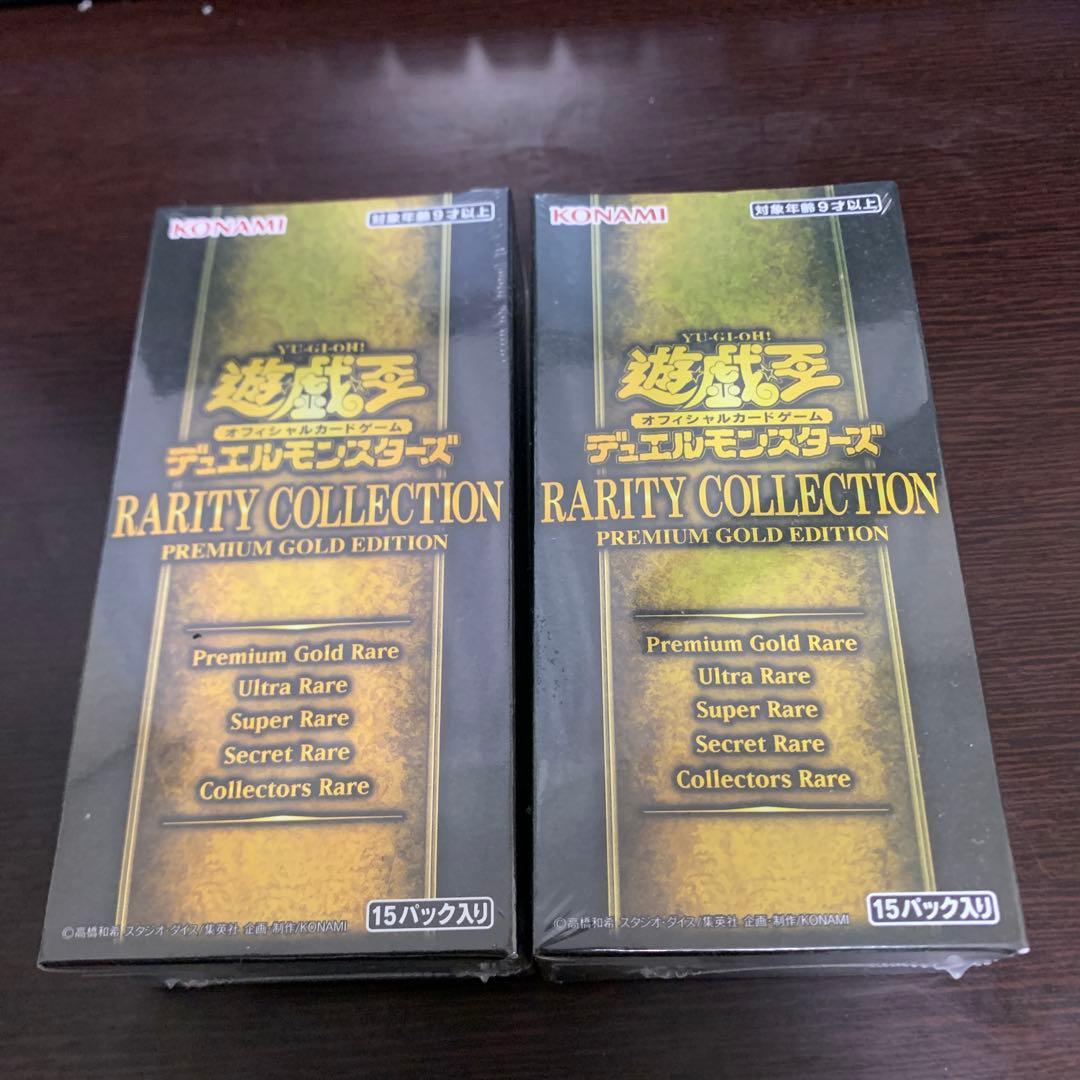 KONAMI
対象年齢9才以上
YU-GI-OH!
遊戯王
オフィシャルカードゲーム
デュエルモンスターズ
RARITY COLLECTION
PREMIUM GOLD EDITION
Premium Gold Rare
Ultra Rare
Super Rare
Secret Rare
Collectors Rare
15パック入り
©高橋和希 スタジオ・ダイス/集英社 企画・制作/KONAMI
KONAMI
対象年齢9才以上
YU-GI-OH!
遊戯王
オフィシャルカードゲーム
デュエルモンスターズ
RARITY COLLECTION
PREMIUM GOLD EDITION
Premium Gold Rare
Ultra Rare
Super Rare
Secret Rare
Collectors Rare
15パック入り
©高橋和希 スタジオ・ダイス/集英社 企画・制作/KONAMI